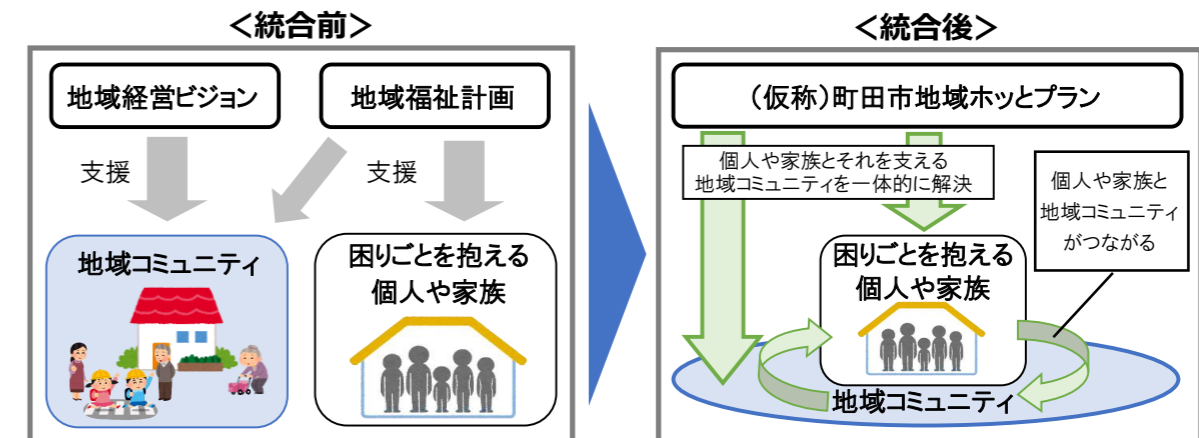 ＜統合前＞
地域経営ビジョン
地域福祉計画
支援
支援
地域コミュニティ
困りごとを抱える
個人や家族
＜統合後＞
（仮称）町田市地域ホッとプラン
個人や家族とそれを支える
地域コミュニティを一体的に解決
個人や家族と
地域コミュニティ
がつながる
困りごとを抱える
個人や家族
地域コミュニティ